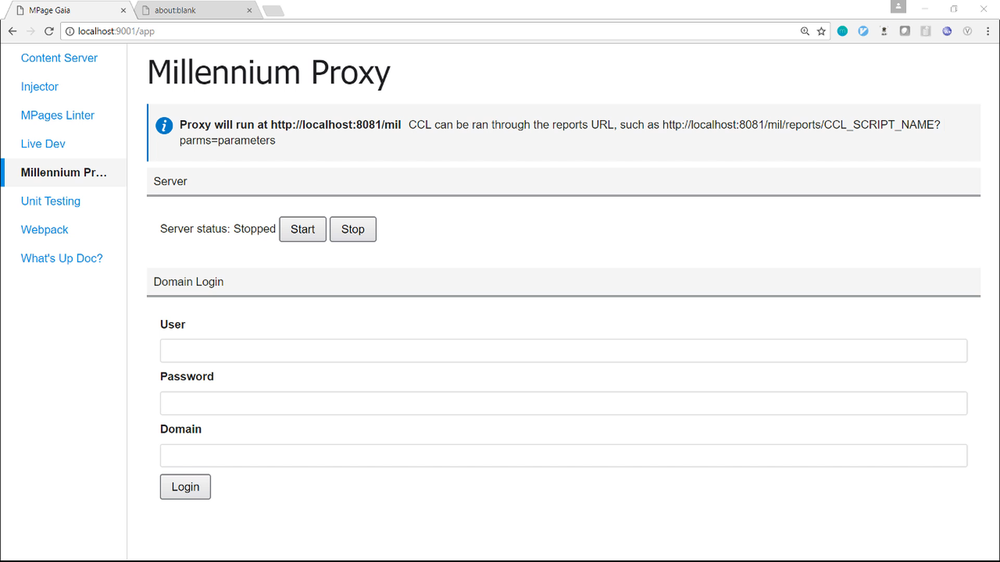 MPage Gaia
about:blank
localhost:9001/app
Content Server
Injector
MPages Linter
Live Dev
Millennium Pr...
Unit Testing
Webpack
What's Up Doc?
Millennium Proxy
Proxy will run at http://localhost:8081/mil CCL can be ran through the reports URL, such as http://localhost:8081/mil/reports/CCL_SCRIPT_NAME?
parms=parameters
Server
Server status: Stopped Start Stop
Domain Login
User
Password
Domain
Login